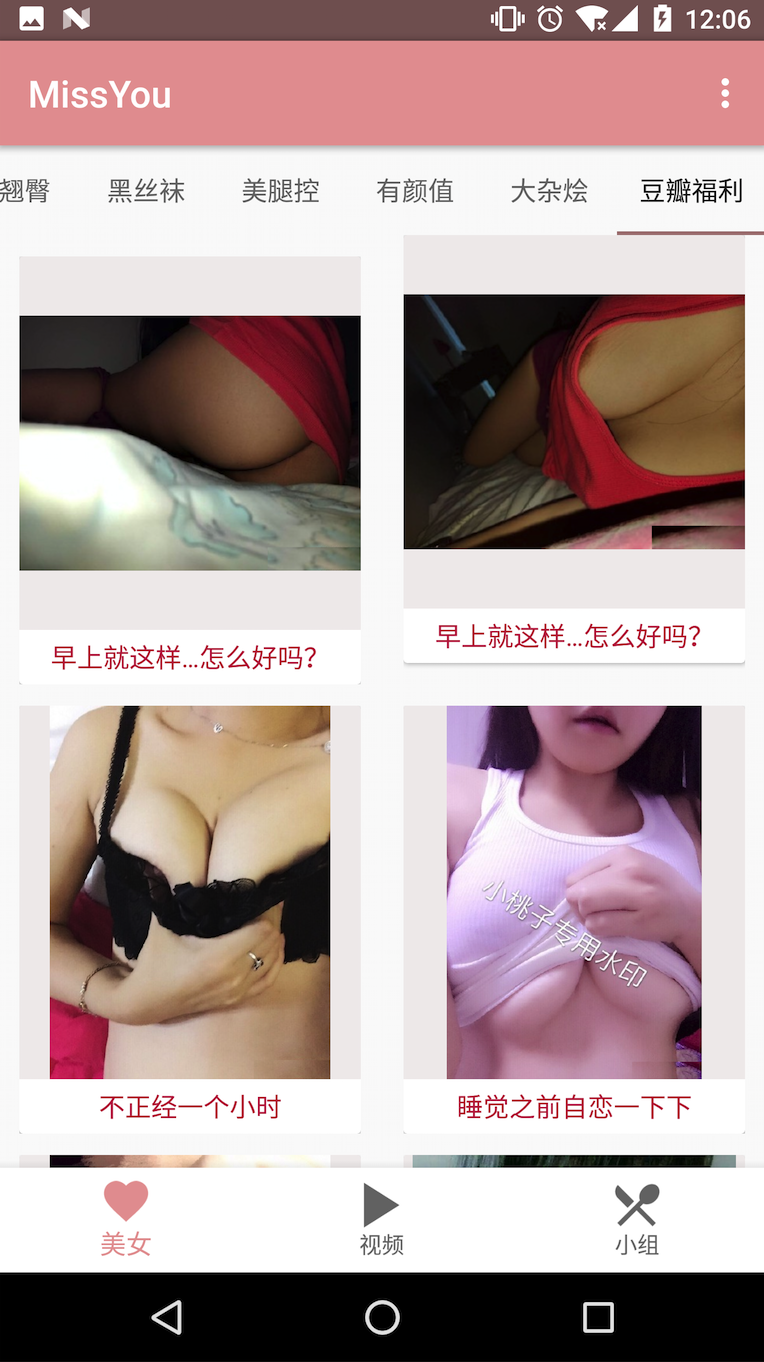 12:06
MissYou
翘臀 黑丝袜 美腿控 有颜值 大杂烩 豆瓣福利
早上就这样...怎么好吗？
早上就这样...怎么好吗？
小桃子专用水印
不正经一个小时
睡觉之前自恋一下下
美女 视频 小组